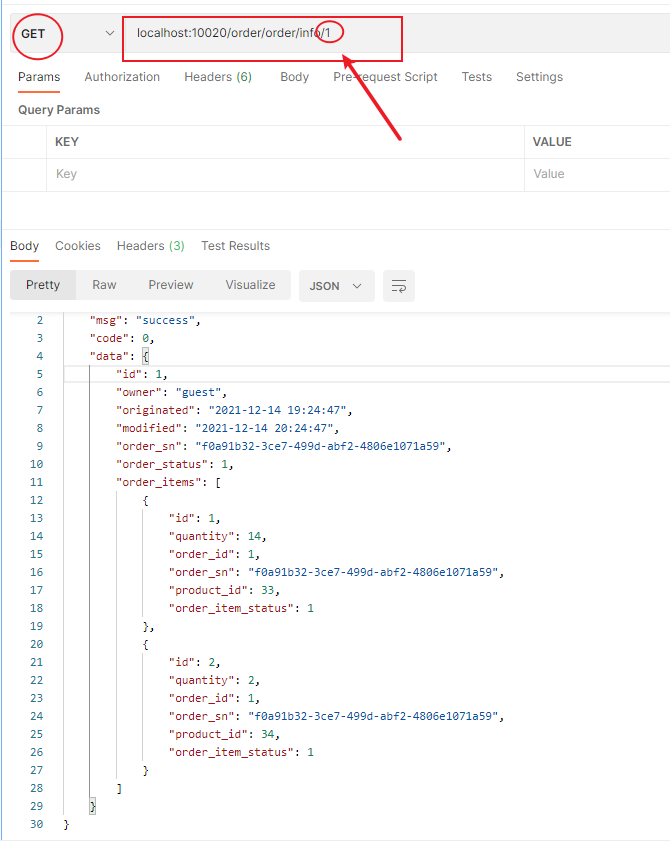 GET localhost:10020/order/order/info/1
Params Authorization Headers (6) Body Pre-request Script Tests Settings
Query Params
KEY VALUE
Key Value
Body Cookies Headers (3) Test Results
Pretty Raw Preview Visualize JSON
2 "msg": "success",
3 "code": 0,
4 "data": {
5 "id": 1,
6 "owner": "guest",
7 "originated": "2021-12-14 19:24:47",
8 "modified": "2021-12-14 20:24:47",
9 "order_sn": "f0a91b32-3ce7-499d-abf2-4806e1071a59",
10 "order_status": 1,
11 "order_items": [
12 {
13 "id": 1,
14 "quantity": 14,
15 "order_id": 1,
16 "order_sn": "f0a91b32-3ce7-499d-abf2-4806e1071a59",
17 "product_id": 33,
18 "order_item_status": 1
19 },
20 {
21 "id": 2,
22 "quantity": 2,
23 "order_id": 1,
24 "order_sn": "f0a91b32-3ce7-499d-abf2-4806e1071a59",
25 "product_id": 34,
26 "order_item_status": 1
27 }
28 ]
29 }
30 }